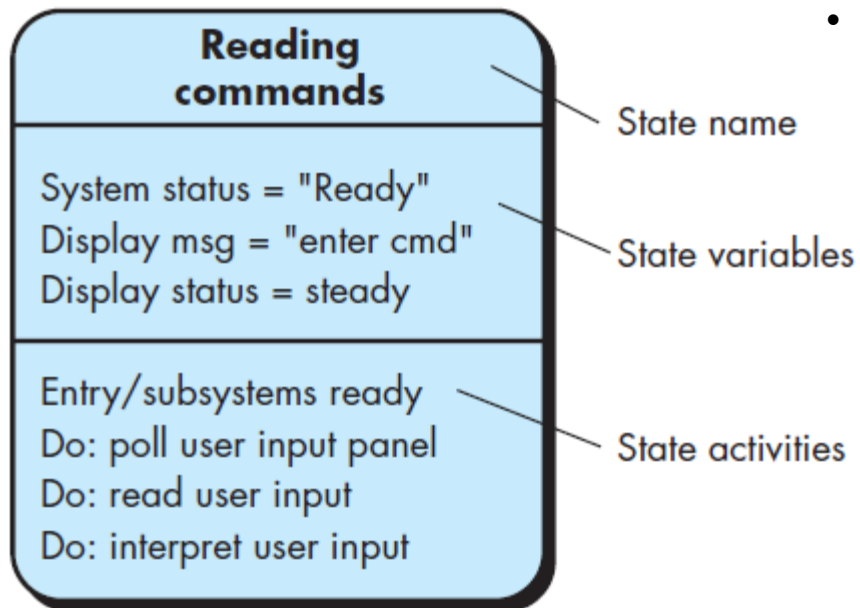 Reading
commands
State name
System status = "Ready"
Display msg = "enter cmd"
Display status = steady
State variables
Entry/subsystems ready
Do: poll user input panel
Do: read user input
Do: interpret user input
State activities